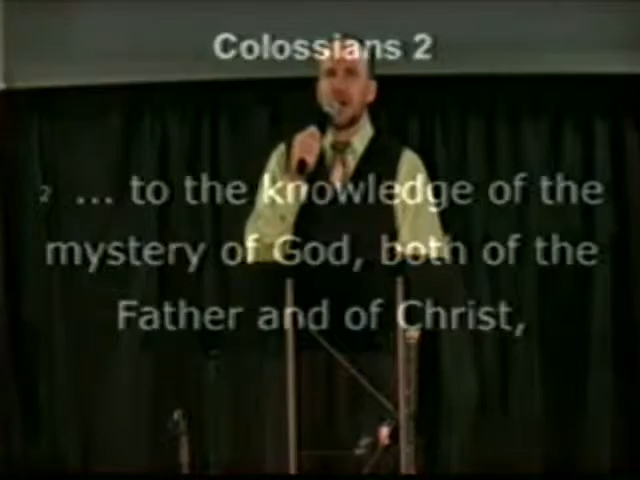 Colossians 2
2 ... to the knowledge of the
mystery of God, both of the
Father and of Christ,